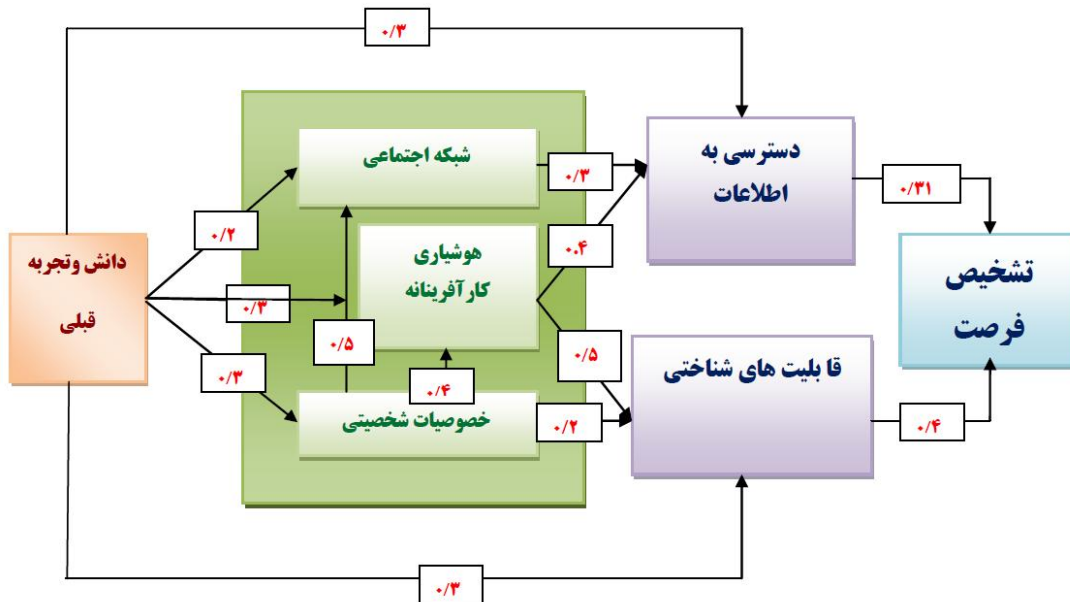 ۰/۳
شبکه اجتماعی
۰/۳
دسترسی به
اطلاعات
۰/۳۱
۰/۲
هوشیاری
کارآفرینانه
۰.۴
دانش وتجربه
قبلی
۰/۳
تشخیص
فرصت
۰/۵
۰/۵
۰/۳
۰/۴
خصوصیات شخصیتی
۰/۲
قا بلیت های شناختی
۰/۴
۰/۳